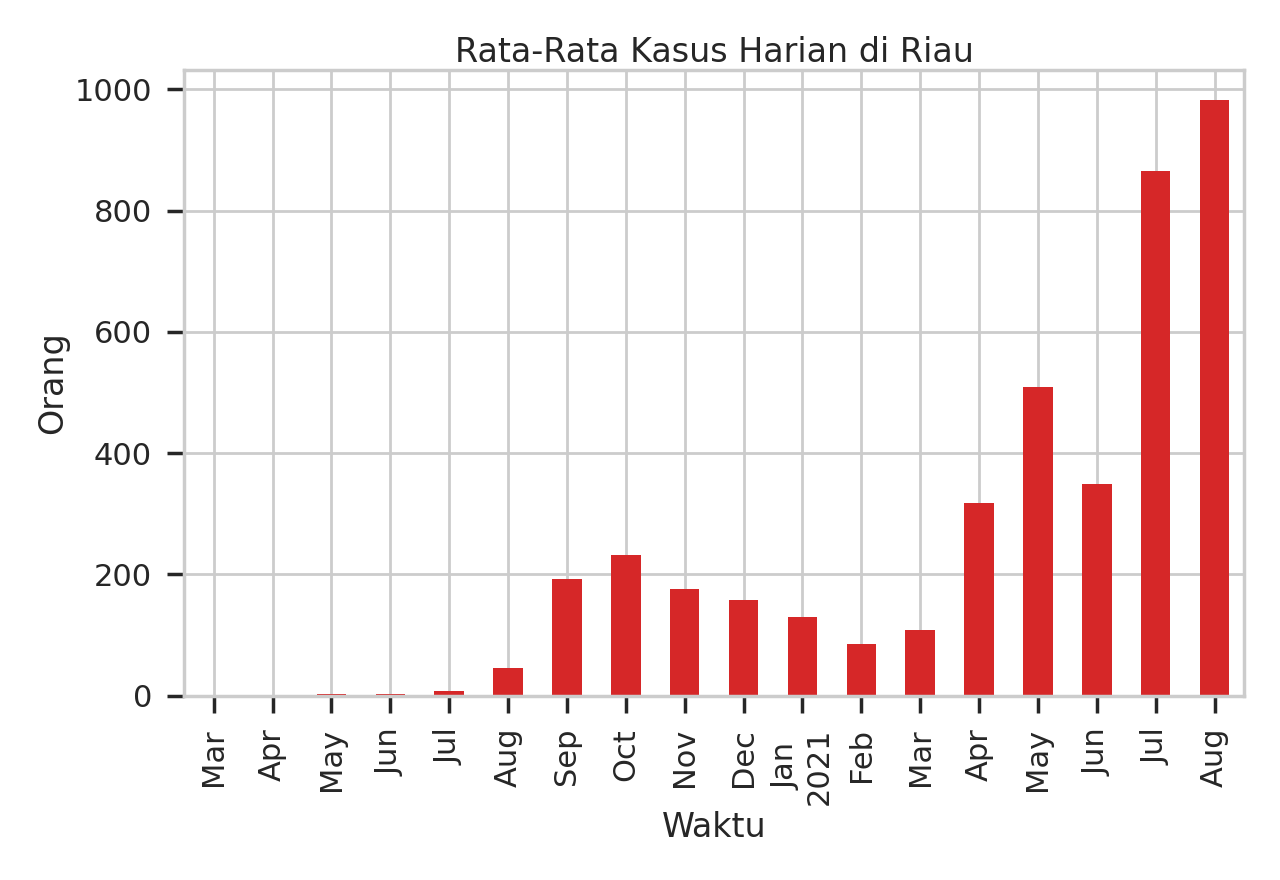 Rata-Rata Kasus Harian di Riau
1000
800
600
400
200
0
Orang
Mar
Apr
May
Jun
Jul
Aug
Sep
Oct
Nov
Dec
Jan
2021
Feb
Mar
Apr
May
Jun
Jul
Aug
Waktu